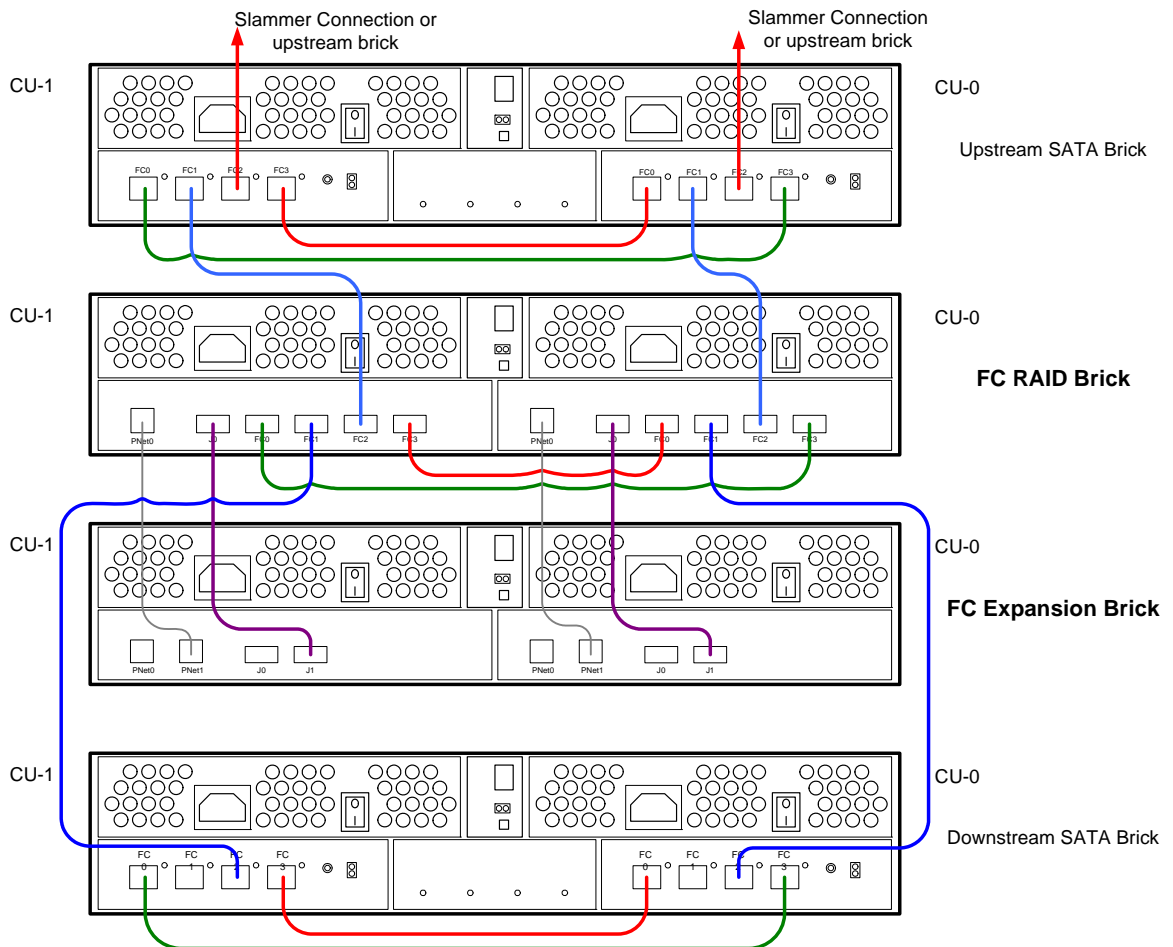 Slammer Connection or
upstream brick
Slammer Connection
or upstream brick
CU-1
CU-0
Upstream SATA Brick
FC0
FC1
FC2
FC3
FC0
FC1
FC2
FC3
CU-1
CU-0
FC RAID Brick
PNet0
J0
FC0
FC1
FC2
FC3
PNet0
J0
FC0
FC1
FC2
FC3
CU-1
CU-0
FC Expansion Brick
PNet0
PNet1
J0
J1
PNet0
PNet1
J0
J1
CU-1
CU-0
Downstream SATA Brick
FC
0
FC
1
FC
2
FC
3
FC
0
FC
1
FC
2
FC
3